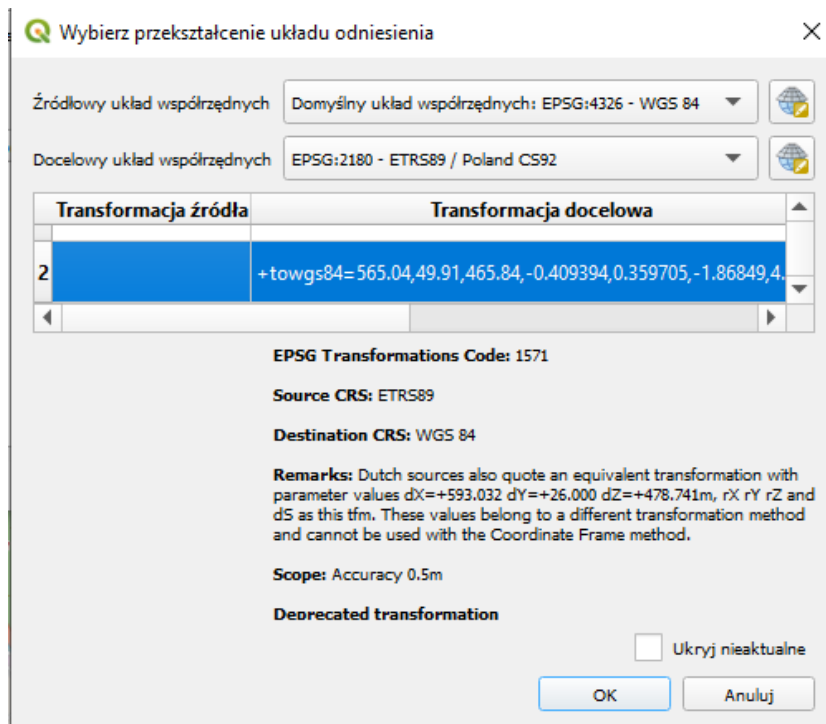 Wybierz przekształcenie układu odniesienia
Źródłowy układ współrzędnych
Domyślny układ współrzędnych: EPSG:4326 - WGS 84
Docelowy układ współrzędnych
EPSG:2180 - ETRS89 / Poland CS92
Transformacja źródła
Transformacja docelowa
2
+towgs84=565.04,49.91,465.84,-0.409394,0.359705,-1.86849,4.
EPSG Transformations Code: 1571
Source CRS: ETRS89
Destination CRS: WGS 84
Remarks: Dutch sources also quote an equivalent transformation with
parameter values dX=+593.032 dY=+26.000 dZ=+478.741m, rX rY rZ and
dS as this tfm. These values belong to a different transformation method
and cannot be used with the Coordinate Frame method.
Scope: Accuracy 0.5m
Deprecated transformation
Ukryj nieaktualne
OK
Anuluj